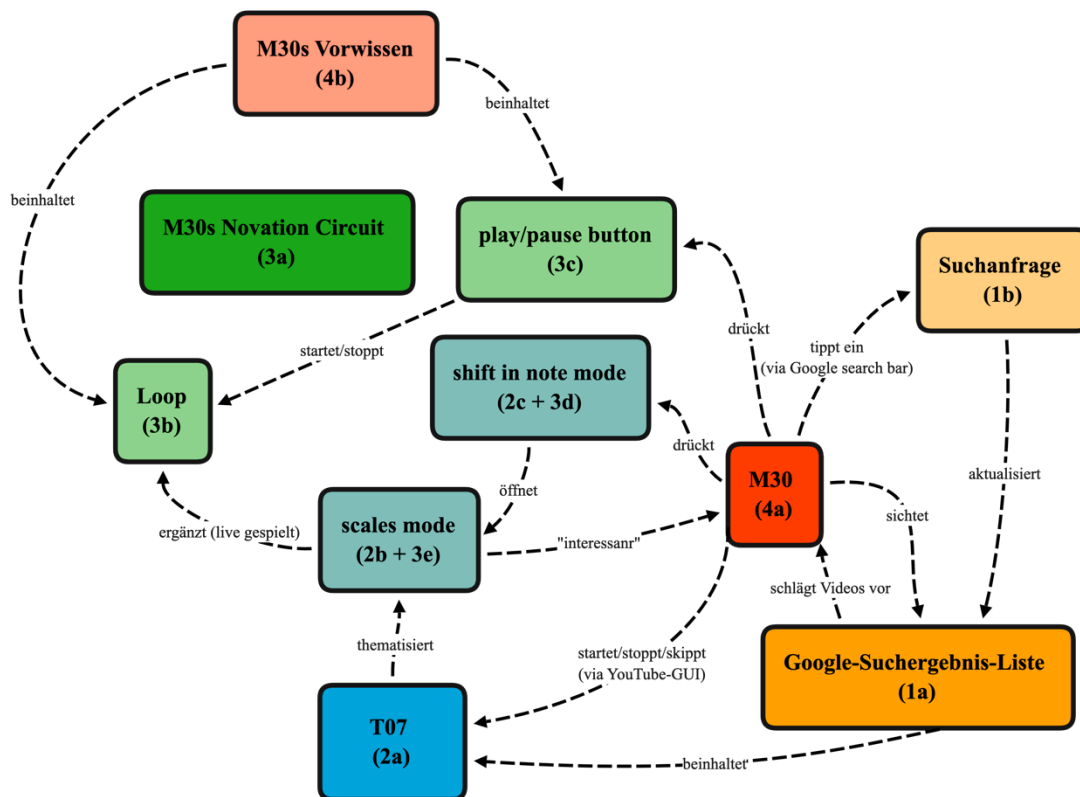 M30s Vorwissen
(4b)
beinhaltet
beinhaltet
M30s Novation Circuit
(3a)
play/pause button
(3c)
Suchanfrage
(1b)
drückt
tippt ein
(via Google search bar)
startet/stoppt
shift in note mode
(2c + 3d)
Loop
(3b)
drückt
M30
(4a)
aktualisiert
öffnet
sichtet
ergänzt (live gespielt)
scales mode
(2b + 3e)
"interessanr"
schlägt Videos vor
thematisiert
startet/stoppt/skippt
(via YouTube-GUI)
Google-Suchergebnis-Liste
(1a)
T07
(2a)
beinhaltet